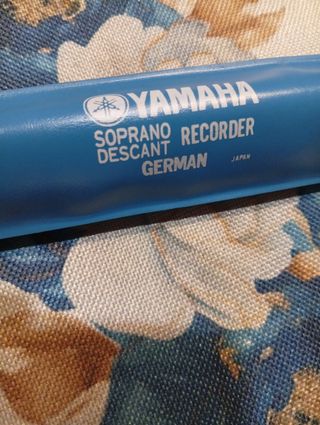 YAMAHA
SOPRANO DESCANT RECORDER
GERMAN JAPAN